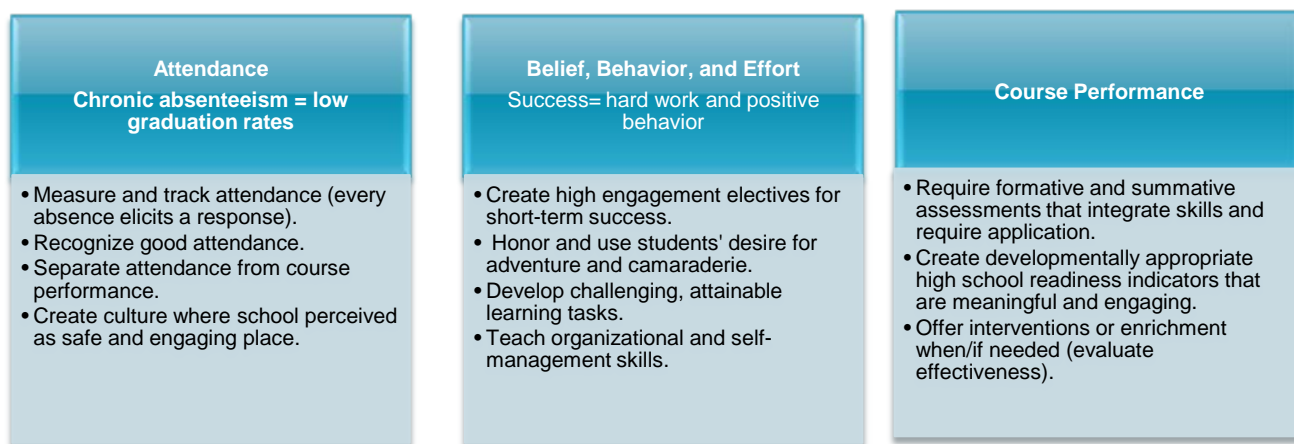 Attendance
Chronic absenteeism = low
graduation rates
• Measure and track attendance (every
absence elicits a response).
• Recognize good attendance.
• Separate attendance from course
performance.
• Create culture where school perceived
as safe and engaging place.
Belief, Behavior, and Effort
Success= hard work and positive
behavior
• Create high engagement electives for
short-term success.
• Honor and use students' desire for
adventure and camaraderie.
• Develop challenging, attainable
learning tasks.
• Teach organizational and self-
management skills.
Course Performance
• Require formative and summative
assessments that integrate skills and
require application.
• Create developmentally appropriate
high school readiness indicators that
are meaningful and engaging.
• Offer interventions or enrichment
when/if needed (evaluate
effectiveness).